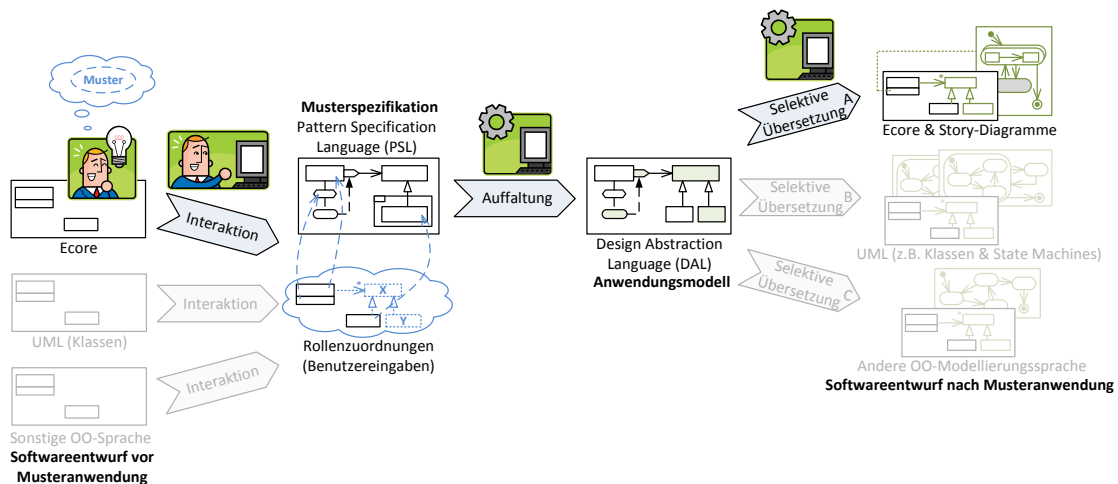 Muster
Ecore
Interaktion
UML (Klassen)
Interaktion
Sonstige OO-Sprache
Softwareentwurf vor
Musteranwendung
Interaktion
Musterspezifikation
Pattern Specification
Language (PSL)
*
X
Y
Rollenzuordnungen
(Benutzereingaben)
Auffaltung
Design Abstraction
Language (DAL)
Anwendungsmodell
Selektive
Übersetzung A
*
Ecore & Story-Diagramme
Selektive
Übersetzung B
*
UML (z.B. Klassen & State Machines)
Selektive
Übersetzung C
*
Andere OO-Modellierungssprache
Softwareentwurf nach Musteranwendung